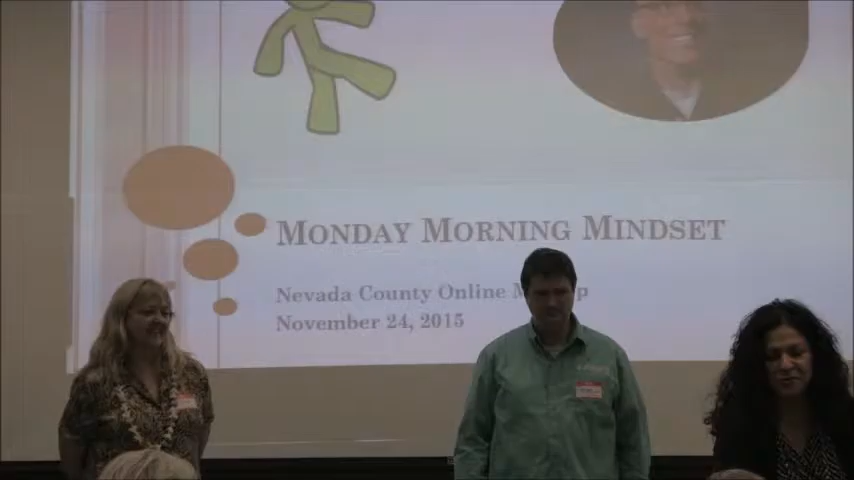 MONDAY MORNING MINDSET
Nevada County Online M p
November 24, 2015